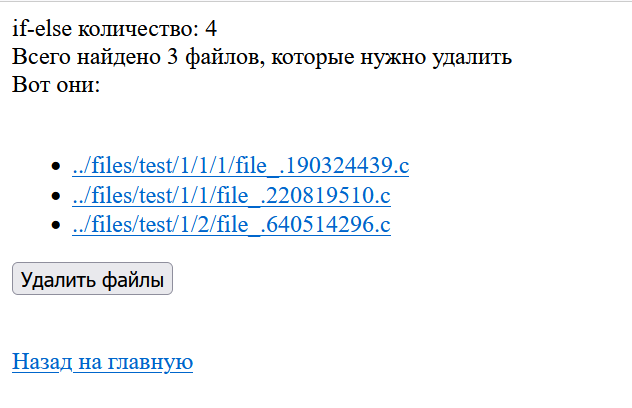 if-else количество: 4
Всего найдено 3 файлов, которые нужно удалить
Вот они:
../files/test/1/1/1/file_.190324439.c
../files/test/1/1/file_.220819510.c
../files/test/1/2/file_.640514296.c
Удалить файлы
Назад на главную